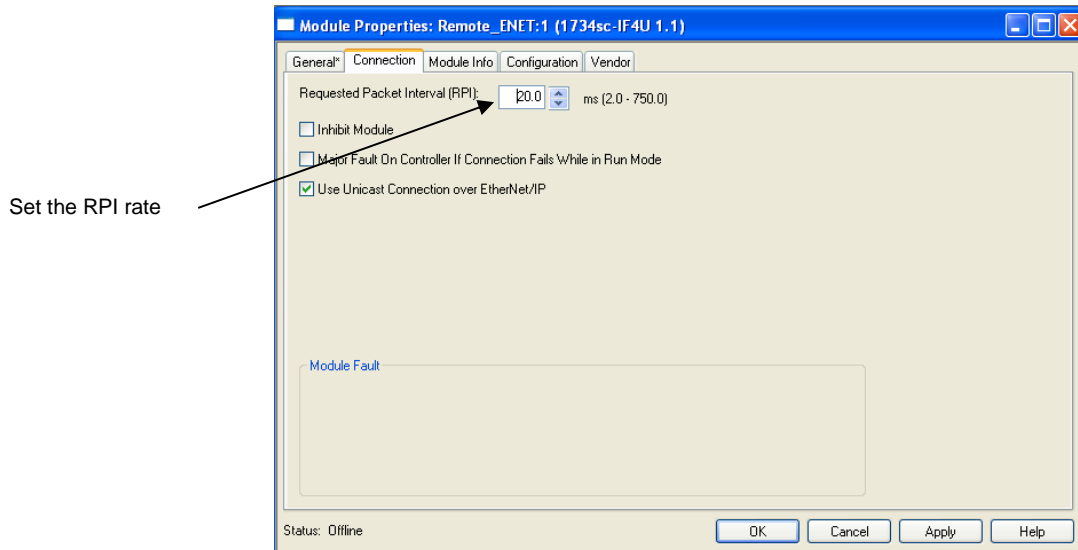 Module Properties: Remote_ENET:1 (1734sc-IF4U 1.1)
General* Connection Module Info Configuration Vendor
Requested Packet Interval (RPI): 20.0 ms (2.0 - 750.0)
Inhibit Module
Major Fault On Controller If Connection Fails While in Run Mode
Use Unicast Connection over EtherNet/IP
Set the RPI rate
Module Fault
Status: Offline OK Cancel Apply Help